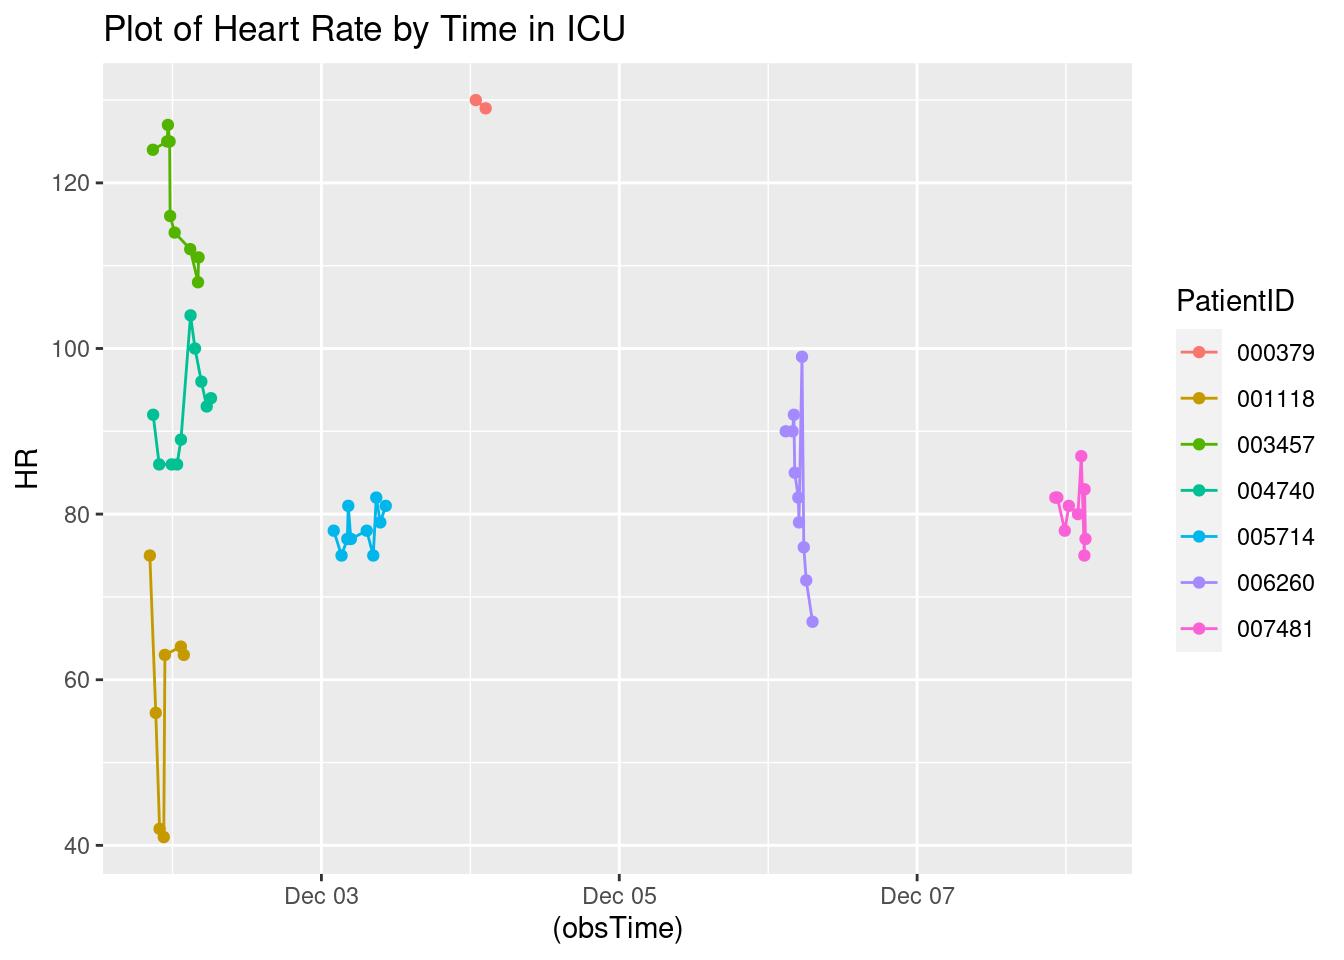 Plot of Heart Rate by Time in ICU
HR
120
100
80
60
40
Dec 03 Dec 05 Dec 07
(obsTime)
PatientID
000379
001118
003457
004740
005714
006260
007481